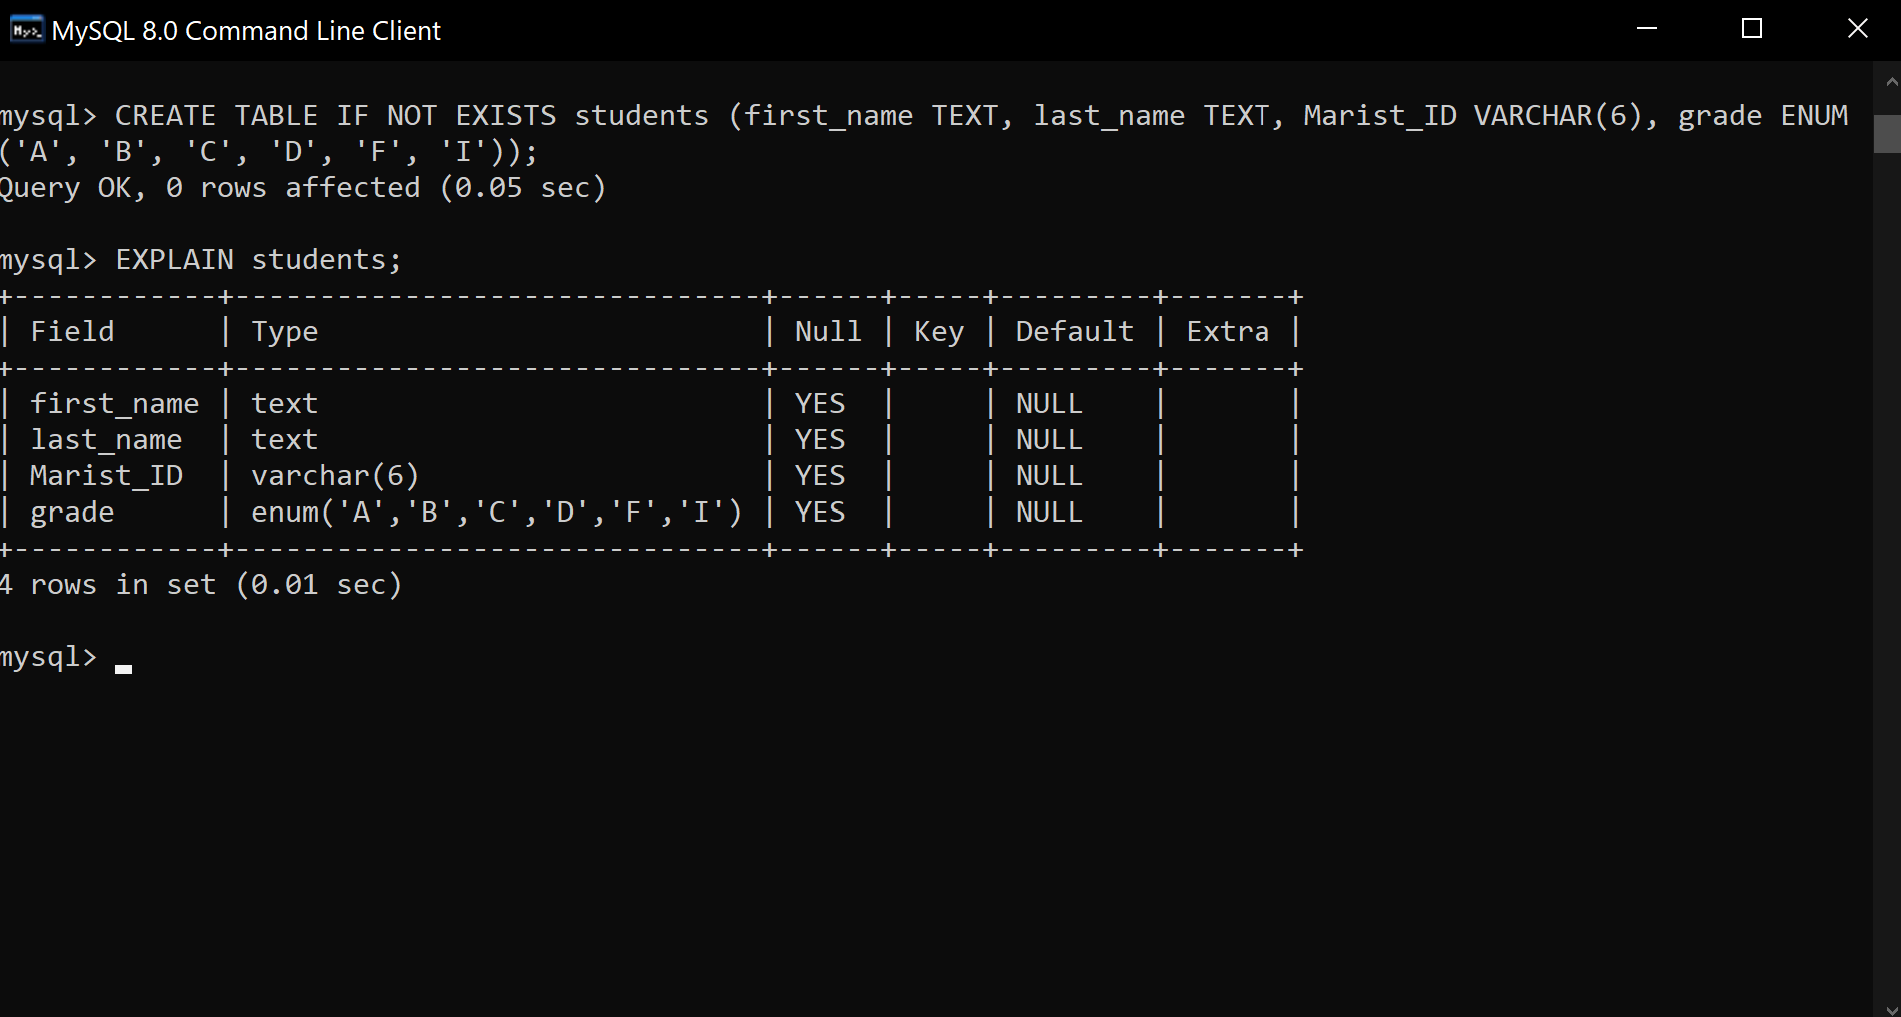 MySQL 8.0 Command Line Client
mysql> CREATE TABLE IF NOT EXISTS students (first_name TEXT, last_name TEXT, Marist_ID VARCHAR(6), grade ENUM
('A', 'B', 'C', 'D', 'F', 'I'));
Query OK, 0 rows affected (0.05 sec)
mysql> EXPLAIN students;
+------------+-------------------------------+------+-----+---------+-------+
| Field      | Type                          | Null | Key | Default | Extra |
+------------+-------------------------------+------+-----+---------+-------+
| first_name | text                          | YES  |     | NULL    |       |
| last_name  | text                          | YES  |     | NULL    |       |
| Marist_ID  | varchar(6)                    | YES  |     | NULL    |       |
| grade      | enum('A','B','C','D','F','I') | YES  |     | NULL    |       |
+------------+-------------------------------+------+-----+---------+-------+
4 rows in set (0.01 sec)
mysql>